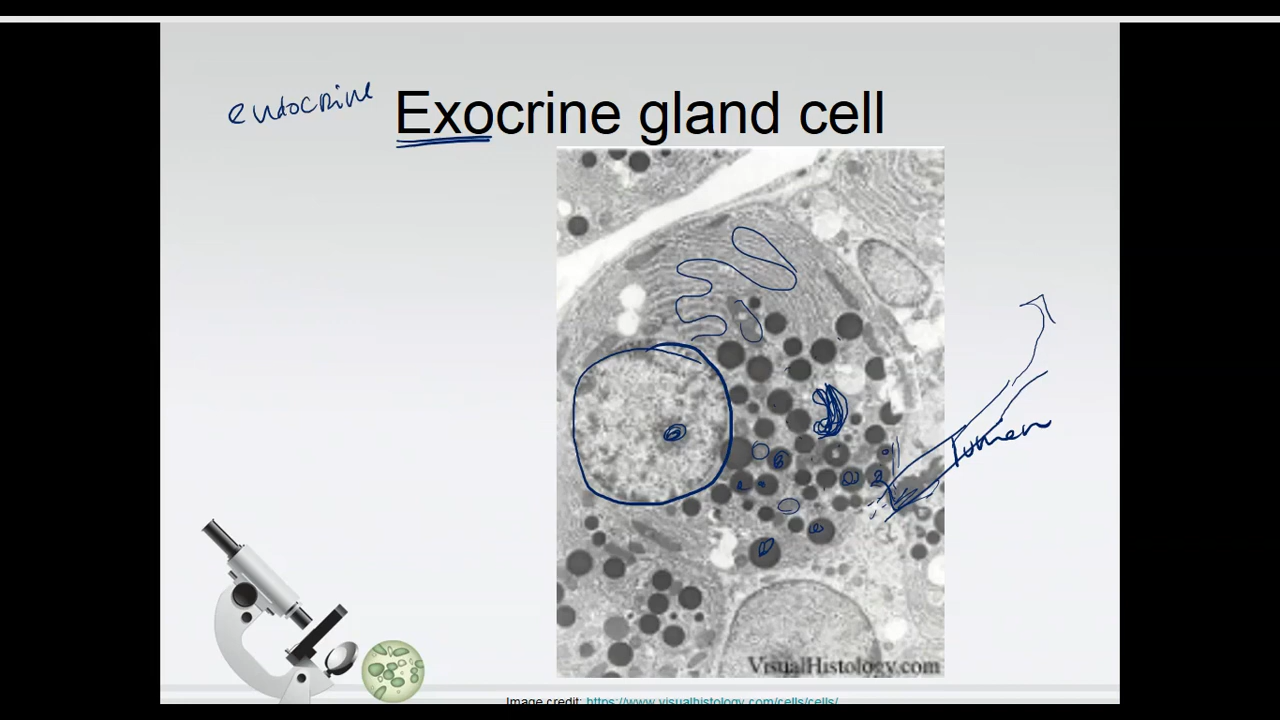 endocrine
Exocrine gland cell
lumen
VisualHistology.com
Image credit: https://www.visualhistology.com/cells/cells/